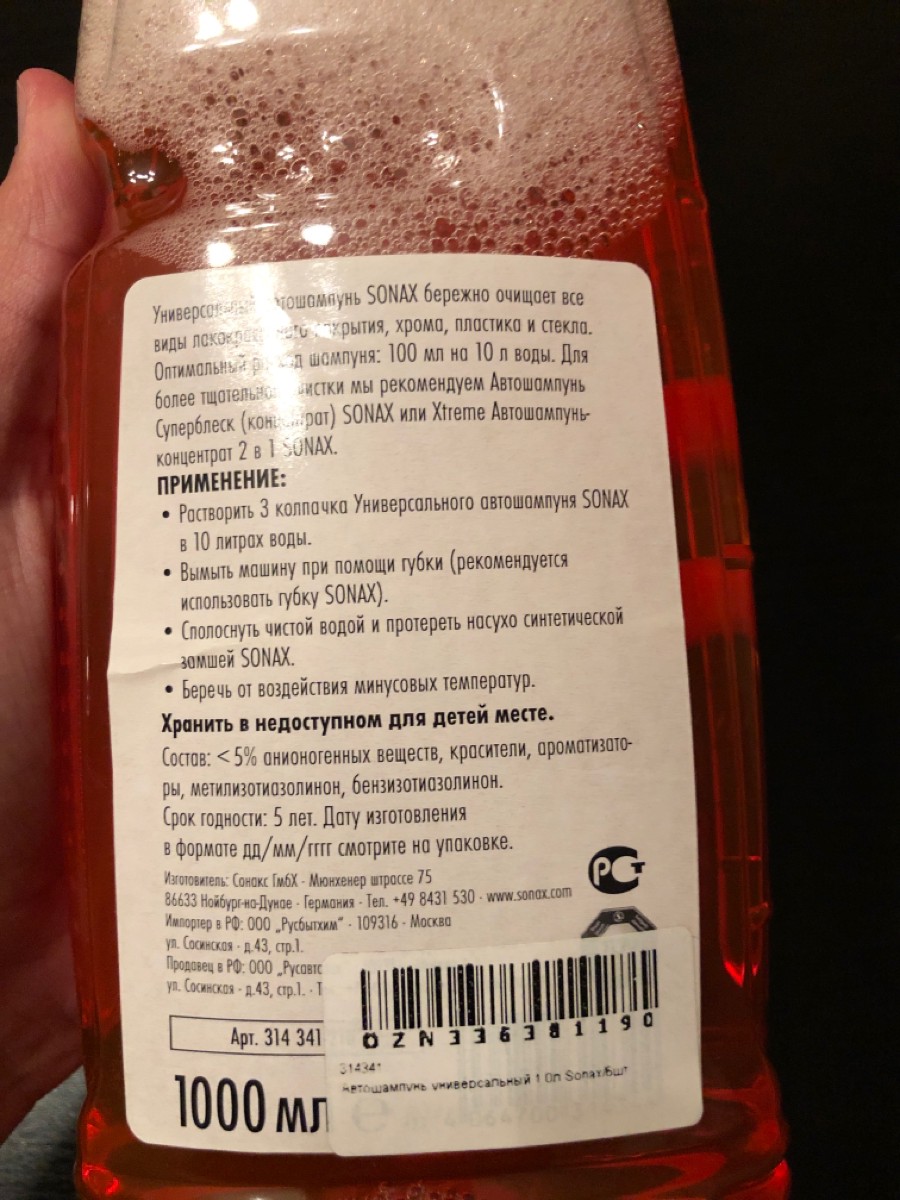 Универсальный автошампунь SONAX бережно очищает все
виды лакокрасочного покрытия, хрома, пластика и стекла.
Оптимальный расход шампуня: 100 мл на 10 л воды. Для
более тщательной чистки мы рекомендуем Автошампунь
Суперблеск (концентрат) SONAX или Xtreme Автошампунь-
концентрат 2 в 1 SONAX.
ПРИМЕНЕНИЕ:
• Растворить 3 колпачка Универсального автошампуня SONAX
в 10 литрах воды.
• Вымыть машину при помощи губки (рекомендуется
использовать губку SONAX).
• Сполоснуть чистой водой и протереть насухо синтетической
замшей SONAX.
• Беречь от воздействия минусовых температур.
Хранить в недоступном для детей месте.
Состав: < 5% анионогенных веществ, красители, ароматизато-
ры, метилизотиазолинон, бензизотиазолинон.
Срок годности: 5 лет. Дату изготовления
в формате дд/мм/гггг смотрите на упаковке.
Изготовитель: Сонакс ГмбХ - Мюнхенер штрассе 75
86633 Нойбург-на-Дунае - Германия - Тел. +49 8431 530 - www.sonax.com
Импортер в РФ: ООО „Русбытхим“ - 109316 - Москва
ул. Сосинская - д.43, стр.1.
Продавец в РФ: ООО „Русавто
ул. Сосинская - д.43, стр.1. - Т
РСТ
Арт. 314 341
1000 мл
OZN336381190
314341
Автошампунь универсальный 1.0л Sonax/6шт